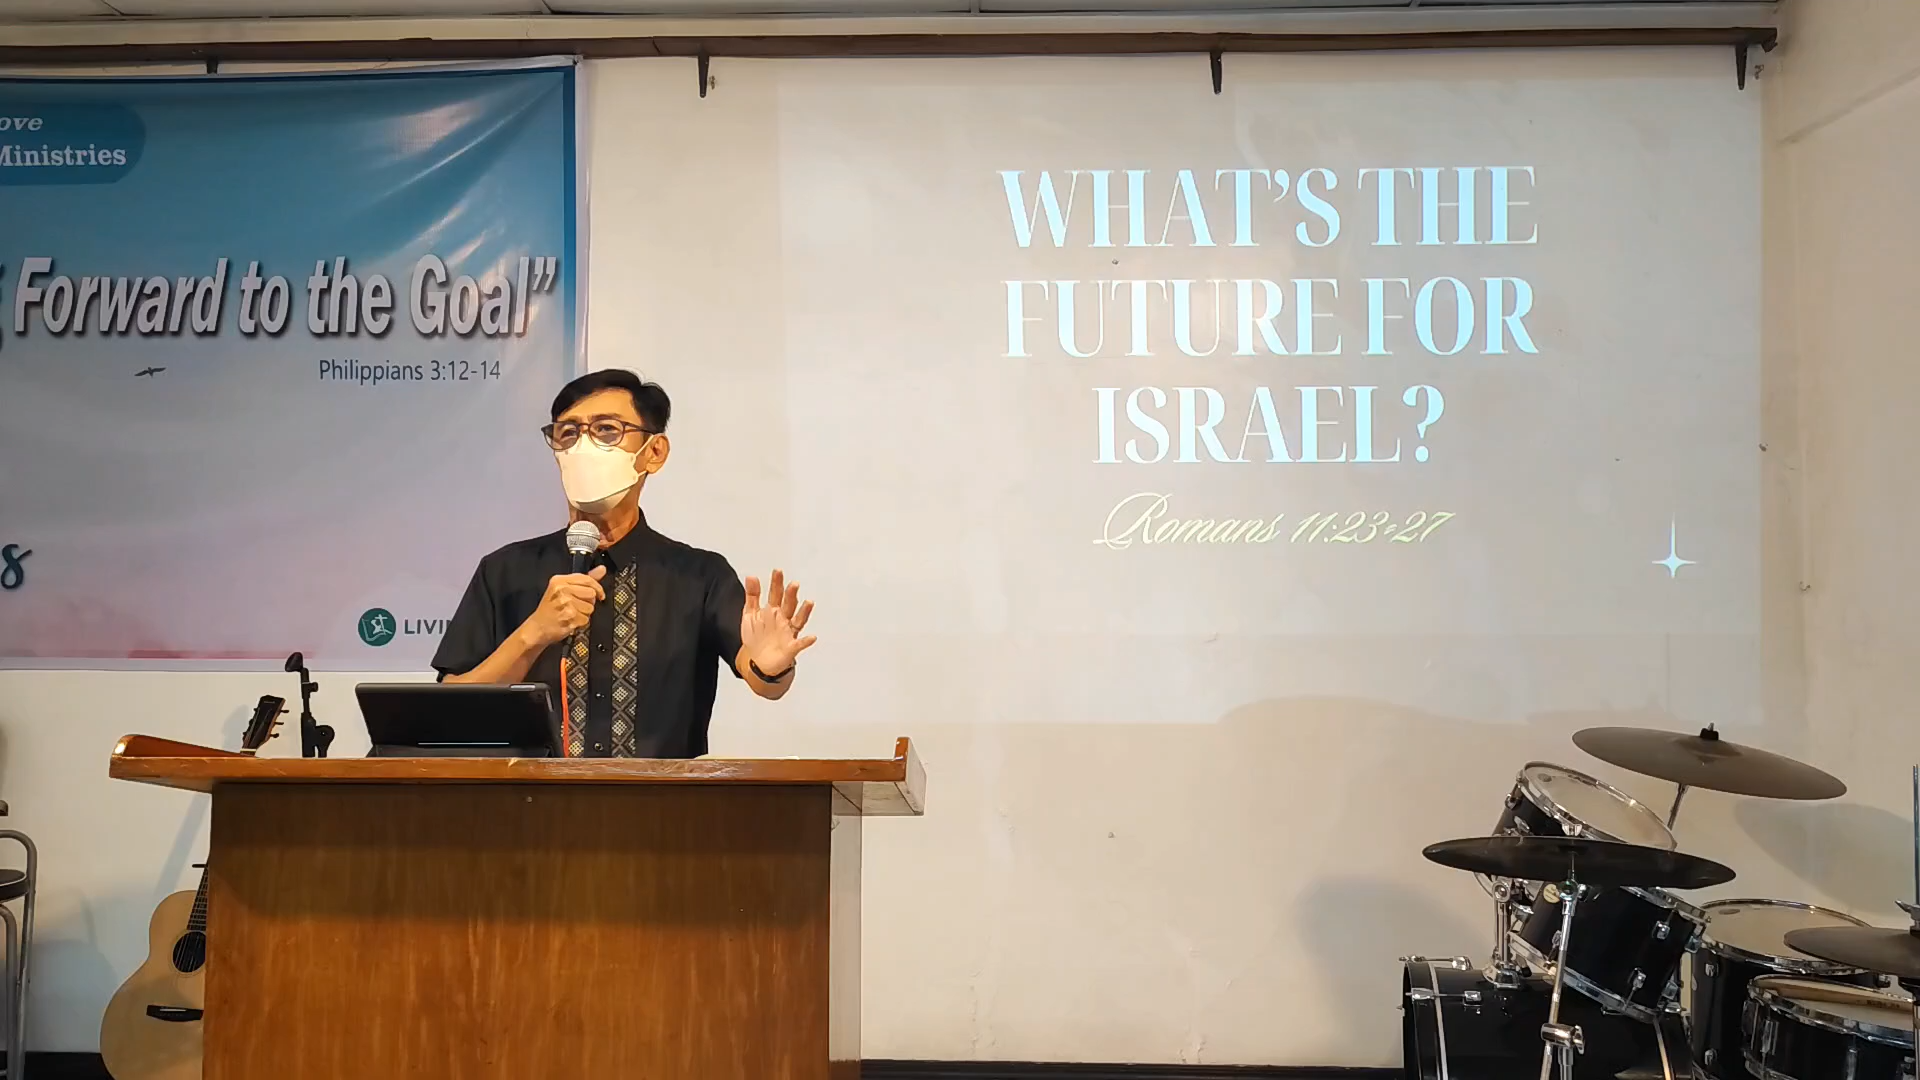 ove
Ministries
Forward to the Goal”
Philippians 3:12-14
s
LIVI
WHAT’S THE
FUTURE FOR
ISRAEL?
Romans 11:23-27